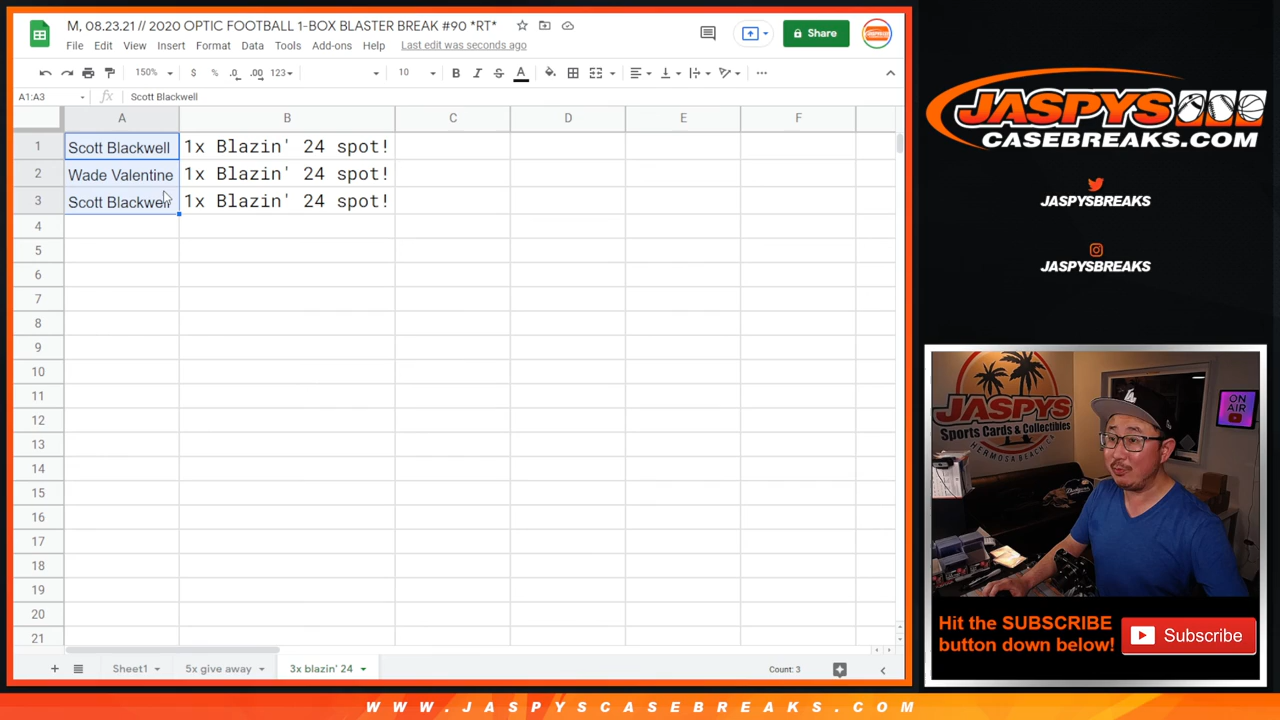 M, 08.23.21 // 2020 OPTIC FOOTBALL 1-BOX BLASTER BREAK #90 *RT*
File Edit View Insert Format Data Tools Add-ons Help Last edit was seconds ago
Share
150% $ % .0 .00 123 10 B I S A
A1:A3 fx Scott Blackwell
A B C D E F
1 Scott Blackwell 1x Blazin' 24 spot!
2 Wade Valentine 1x Blazin' 24 spot!
3 Scott Blackwell 1x Blazin' 24 spot!
4
5
6
7
8
9
10
11
12
13
14
15
16
17
18
19
20
21
+ Sheet1 5x give away 3x blazin' 24 Count: 3
JASPYS
CASEBREAKS.COM
JASPYSBREAKS
JASPYSBREAKS
JASPYS
Sports Cards & Collectibles
HERMOSA BEACH, CA
ON
AIR
LA
Dodgers
Hit the SUBSCRIBE
button down below!
Subscribe
WWW.JASPYSCASEBREAKS.COM